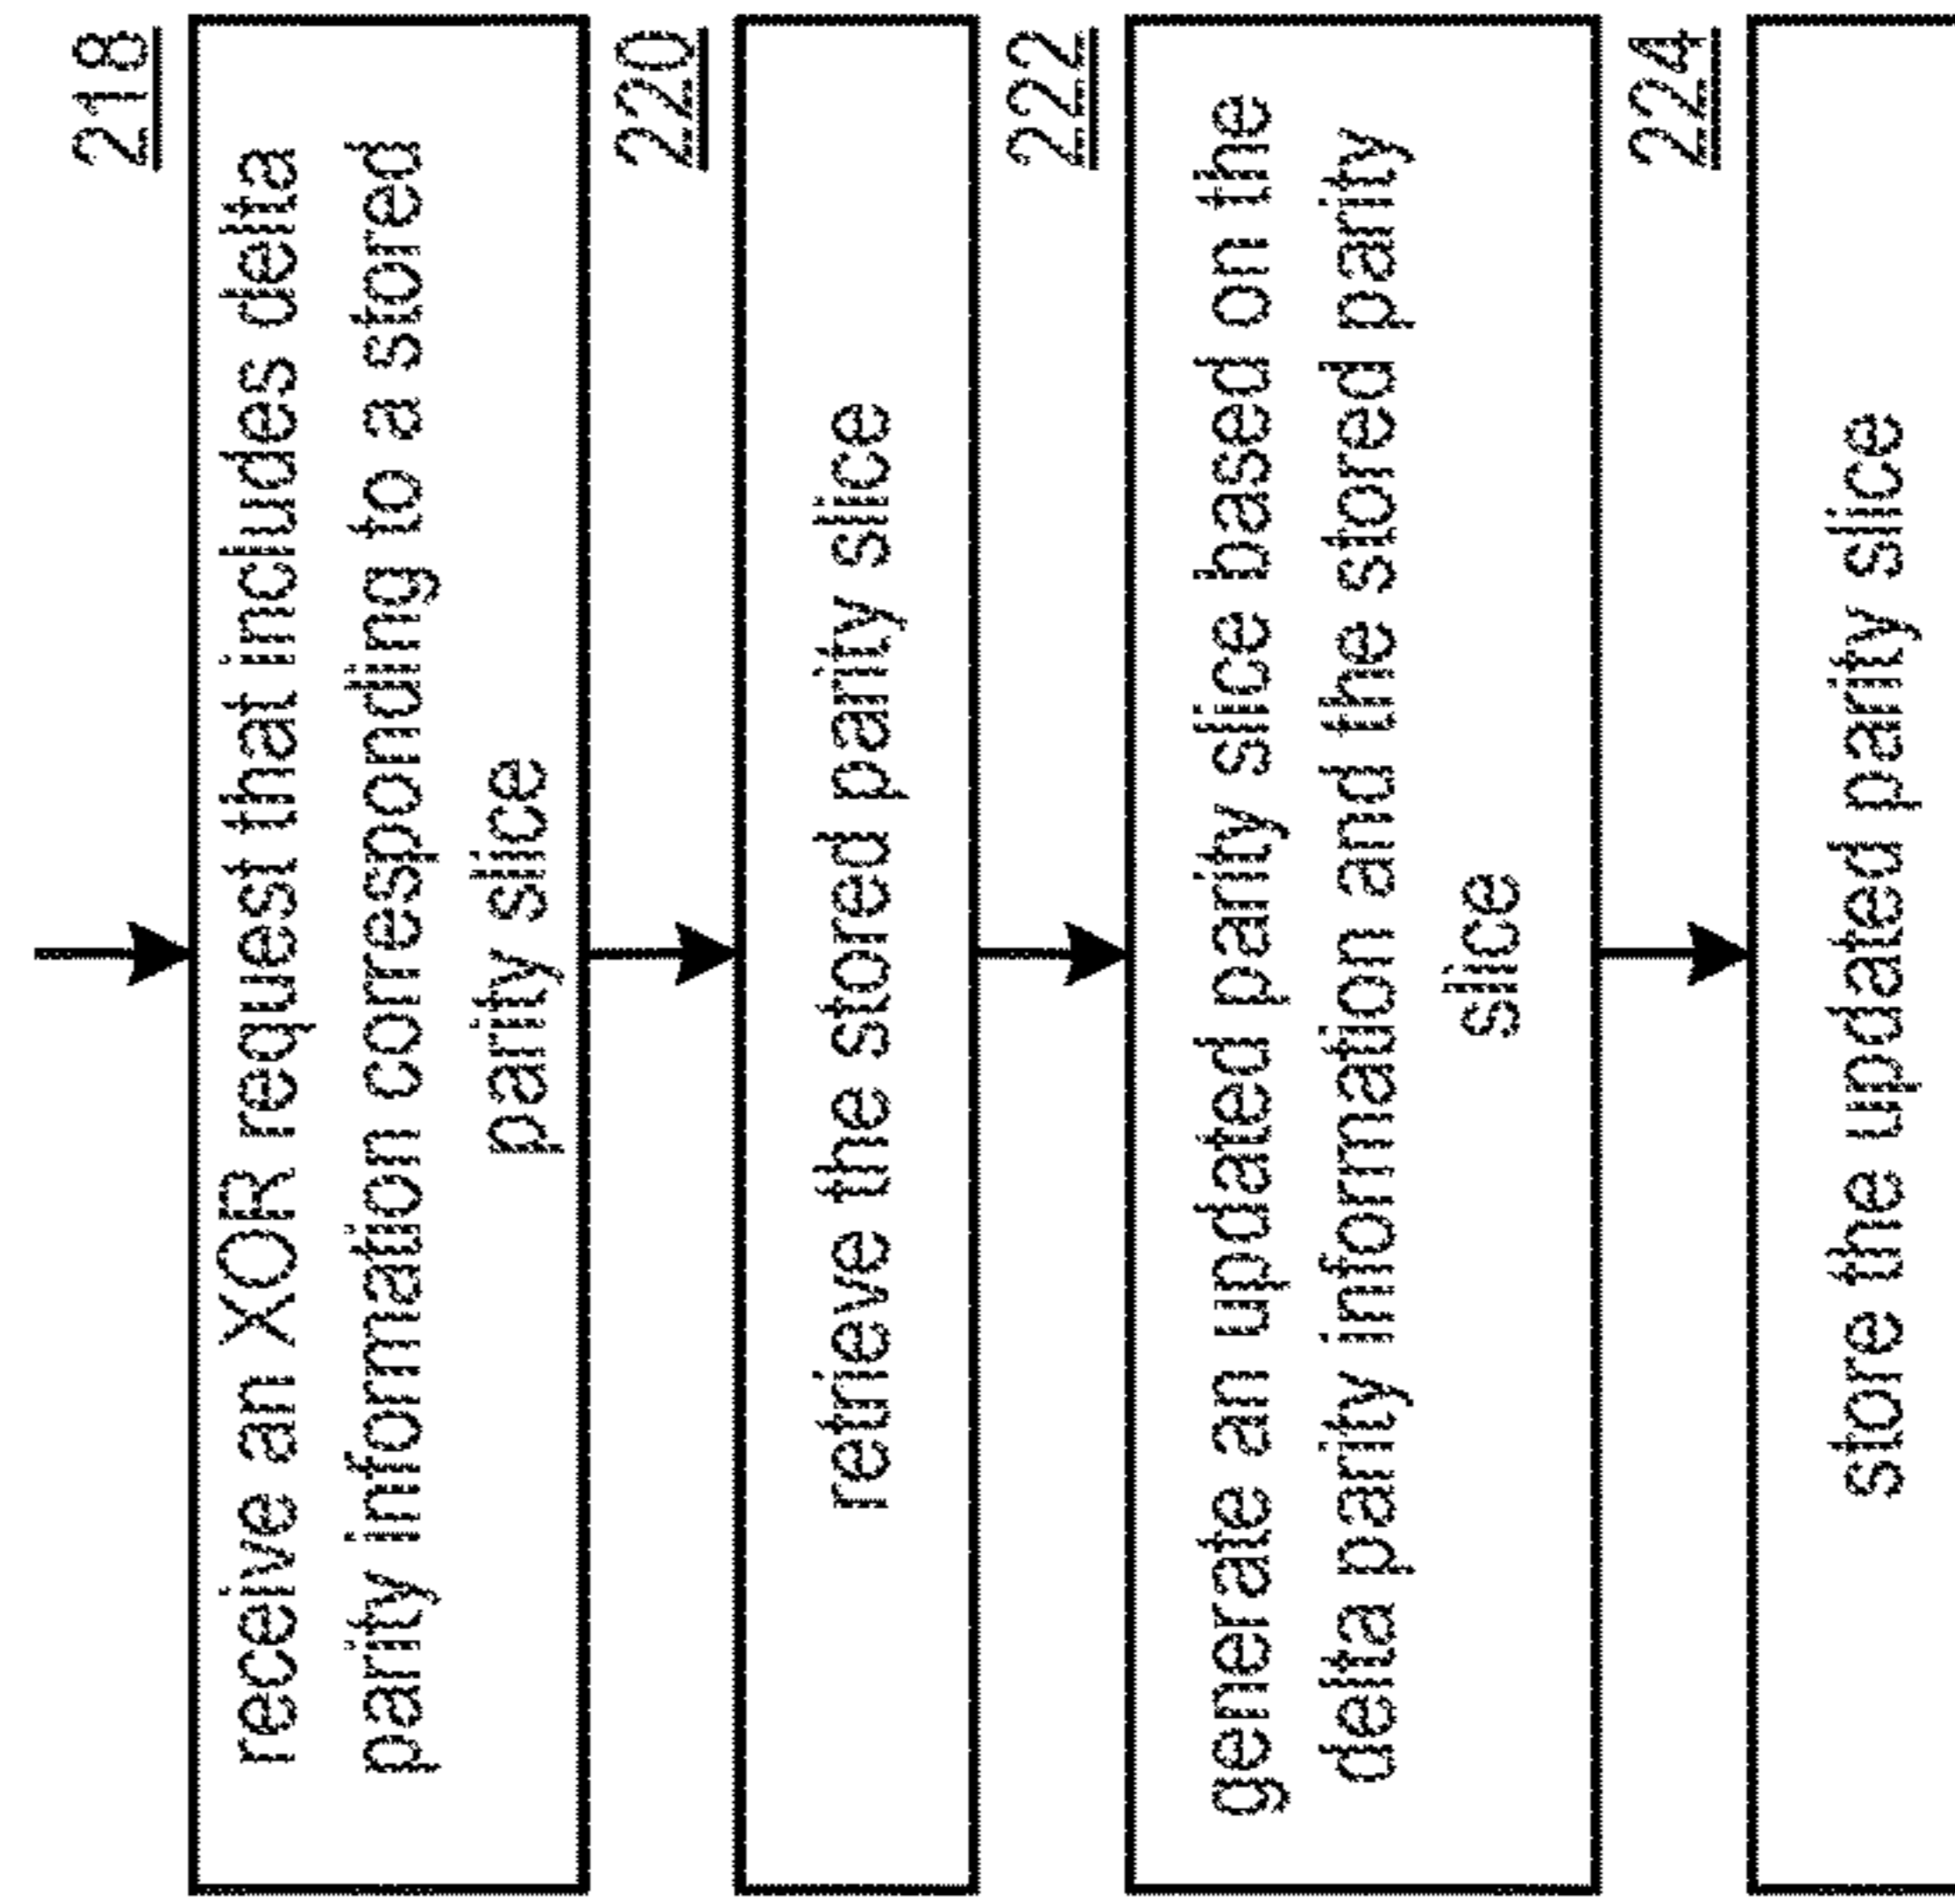 218
receive an XOR request that includes delta
parity information corresponding to a stored
parity slice
220
retrieve the stored parity slice
222
generate an updated parity slice based on the
delta parity information and the stored parity
slice
224
store the updated parity slice